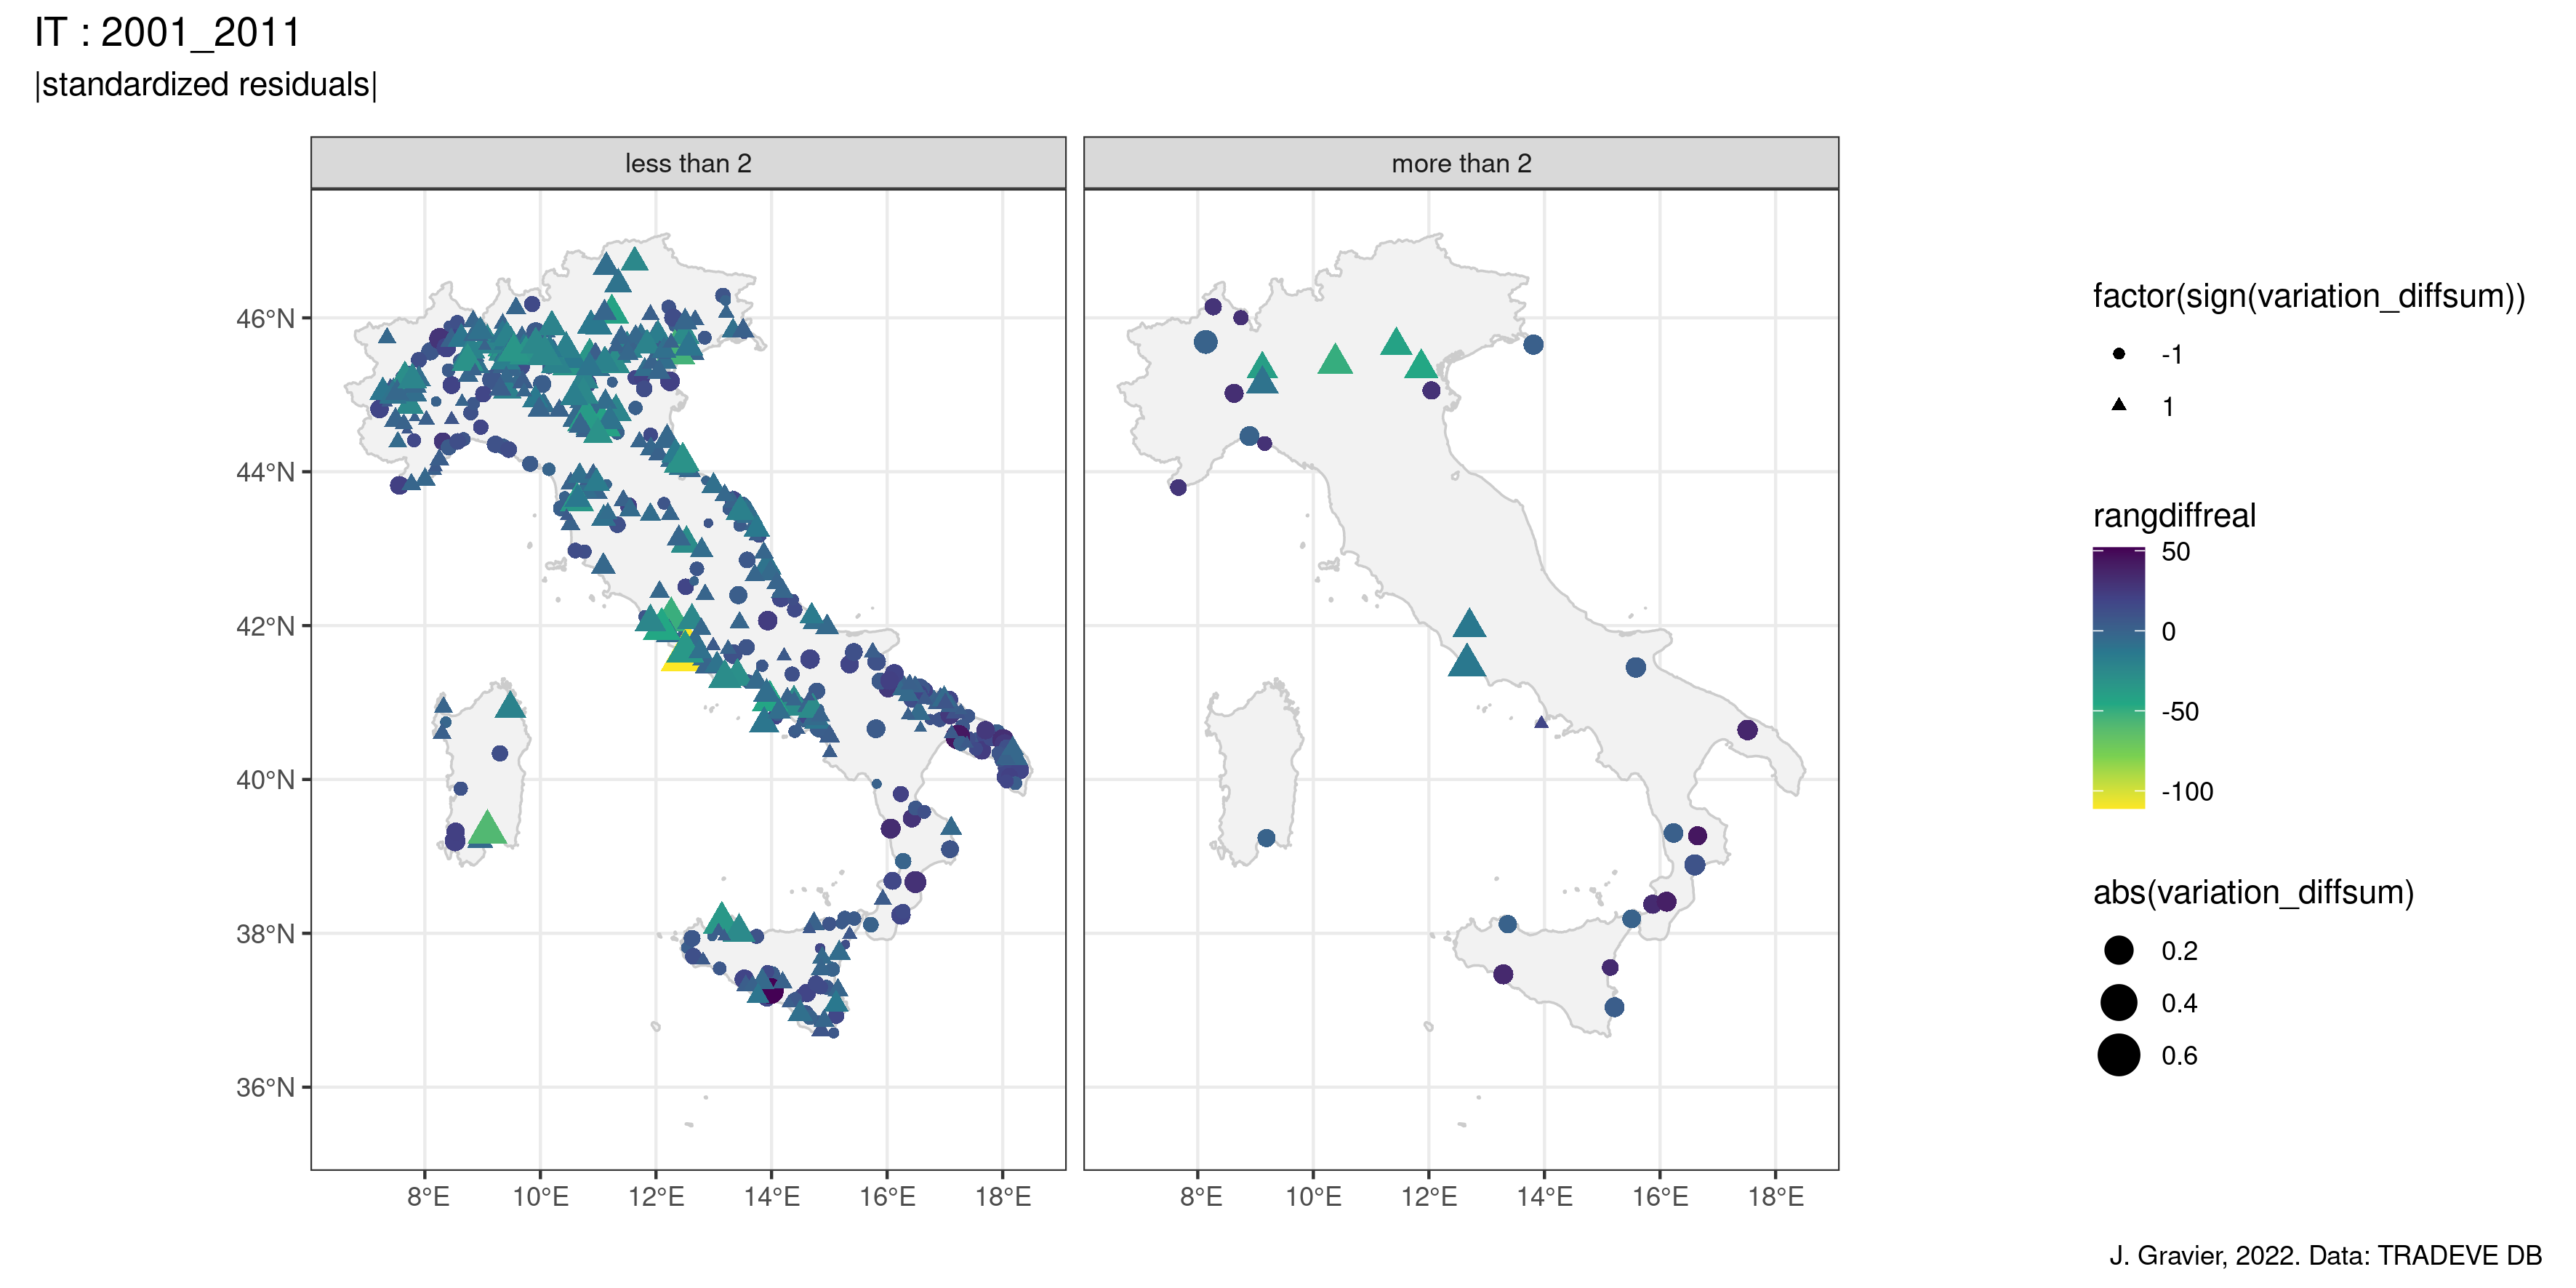 IT : 2001_2011
|standardized residuals|
less than 2
more than 2
46°N
44°N
42°N
40°N
38°N
36°N
8°E 10°E 12°E 14°E 16°E 18°E
8°E 10°E 12°E 14°E 16°E 18°E
factor(sign(variation_diffsum))
-1
1
rangdiffreal
50
0
-50
-100
abs(variation_diffsum)
0.2
0.4
0.6
J. Gravier, 2022. Data: TRADEVE DB